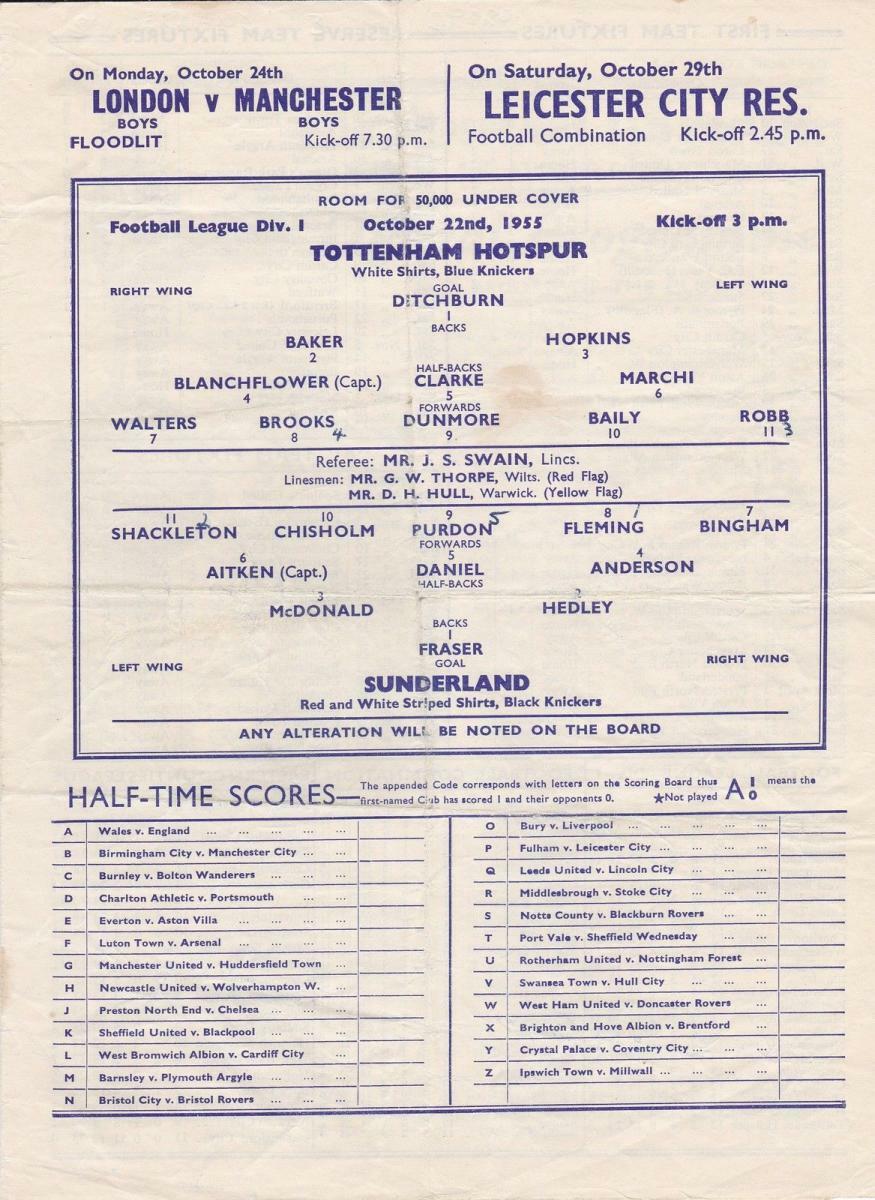 On Monday, October 24th
LONDON v MANCHESTER
BOYS BOYS
FLOODLIT Kick-off 7.30 p.m.
On Saturday, October 29th
LEICESTER CITY RES.
Football Combination Kick-off 2.45 p.m.
ROOM FOR 50,000 UNDER COVER
Football League Div. 1 October 22nd, 1955 Kick-off 3 p.m.
TOTTENHAM HOTSPUR
White Shirts, Blue Knickers
RIGHT WING GOAL LEFT WING
DITCHBURN
1
BACKS
BAKER HOPKINS
2 3
HALF-BACKS
BLANCHFLOWER (Capt.) CLARKE MARCHI
4 5 6
FORWARDS
WALTERS BROOKS DUNMORE BAILY ROBB
7 8 4 9 10 11 3
Referee: MR. J. S. SWAIN, Lincs.
Linesmen: MR. G. W. THORPE, Wilts. (Red Flag)
MR. D. H. HULL, Warwick. (Yellow Flag)
11 2 10 9 5 8 1 7
SHACKLETON CHISHOLM PURDON FLEMING BINGHAM
FORWARDS
6 5 4
AITKEN (Capt.) DANIEL ANDERSON
HALF-BACKS
3 2
McDONALD HEDLEY
BACKS
1
FRASER
LEFT WING GOAL RIGHT WING
SUNDERLAND
Red and White Striped Shirts, Black Knickers
ANY ALTERATION WILL BE NOTED ON THE BOARD
HALF-TIME SCORES—The appended Code corresponds with letters on the Scoring Board thus A 1 0 means the
first-named Club has scored 1 and their opponents 0. ★Not played
A Wales v. England ... ... ... ... ...
B Birmingham City v. Manchester City ... ...
C Burnley v. Bolton Wanderers ... ... ...
D Charlton Athletic v. Portsmouth ... ...
E Everton v. Aston Villa ... ... ... ...
F Luton Town v. Arsenal ... ... ... ...
G Manchester United v. Huddersfield Town ...
H Newcastle United v. Wolverhampton W. ...
J Preston North End v. Chelsea ... ... ...
K Sheffield United v. Blackpool ... ... ...
L West Bromwich Albion v. Cardiff City ...
M Barnsley v. Plymouth Argyle ... ... ...
N Bristol City v. Bristol Rovers ... ... ...
O Bury v. Liverpool ... ... ... ... ...
P Fulham v. Leicester City ... ... ... ...
Q Leeds United v. Lincoln City ... ... ...
R Middlesbrough v. Stoke City ... ... ...
S Notts County v. Blackburn Rovers ... ...
T Port Vale v. Sheffield Wednesday ... ...
U Rotherham United v. Nottingham Forest ...
V Swansea Town v. Hull City ... ... ...
W West Ham United v. Doncaster Rovers ...
X Brighton and Hove Albion v. Brentford ...
Y Crystal Palace v. Coventry City ... ... ...
Z Ipswich Town v. Millwall ... ... ... ...